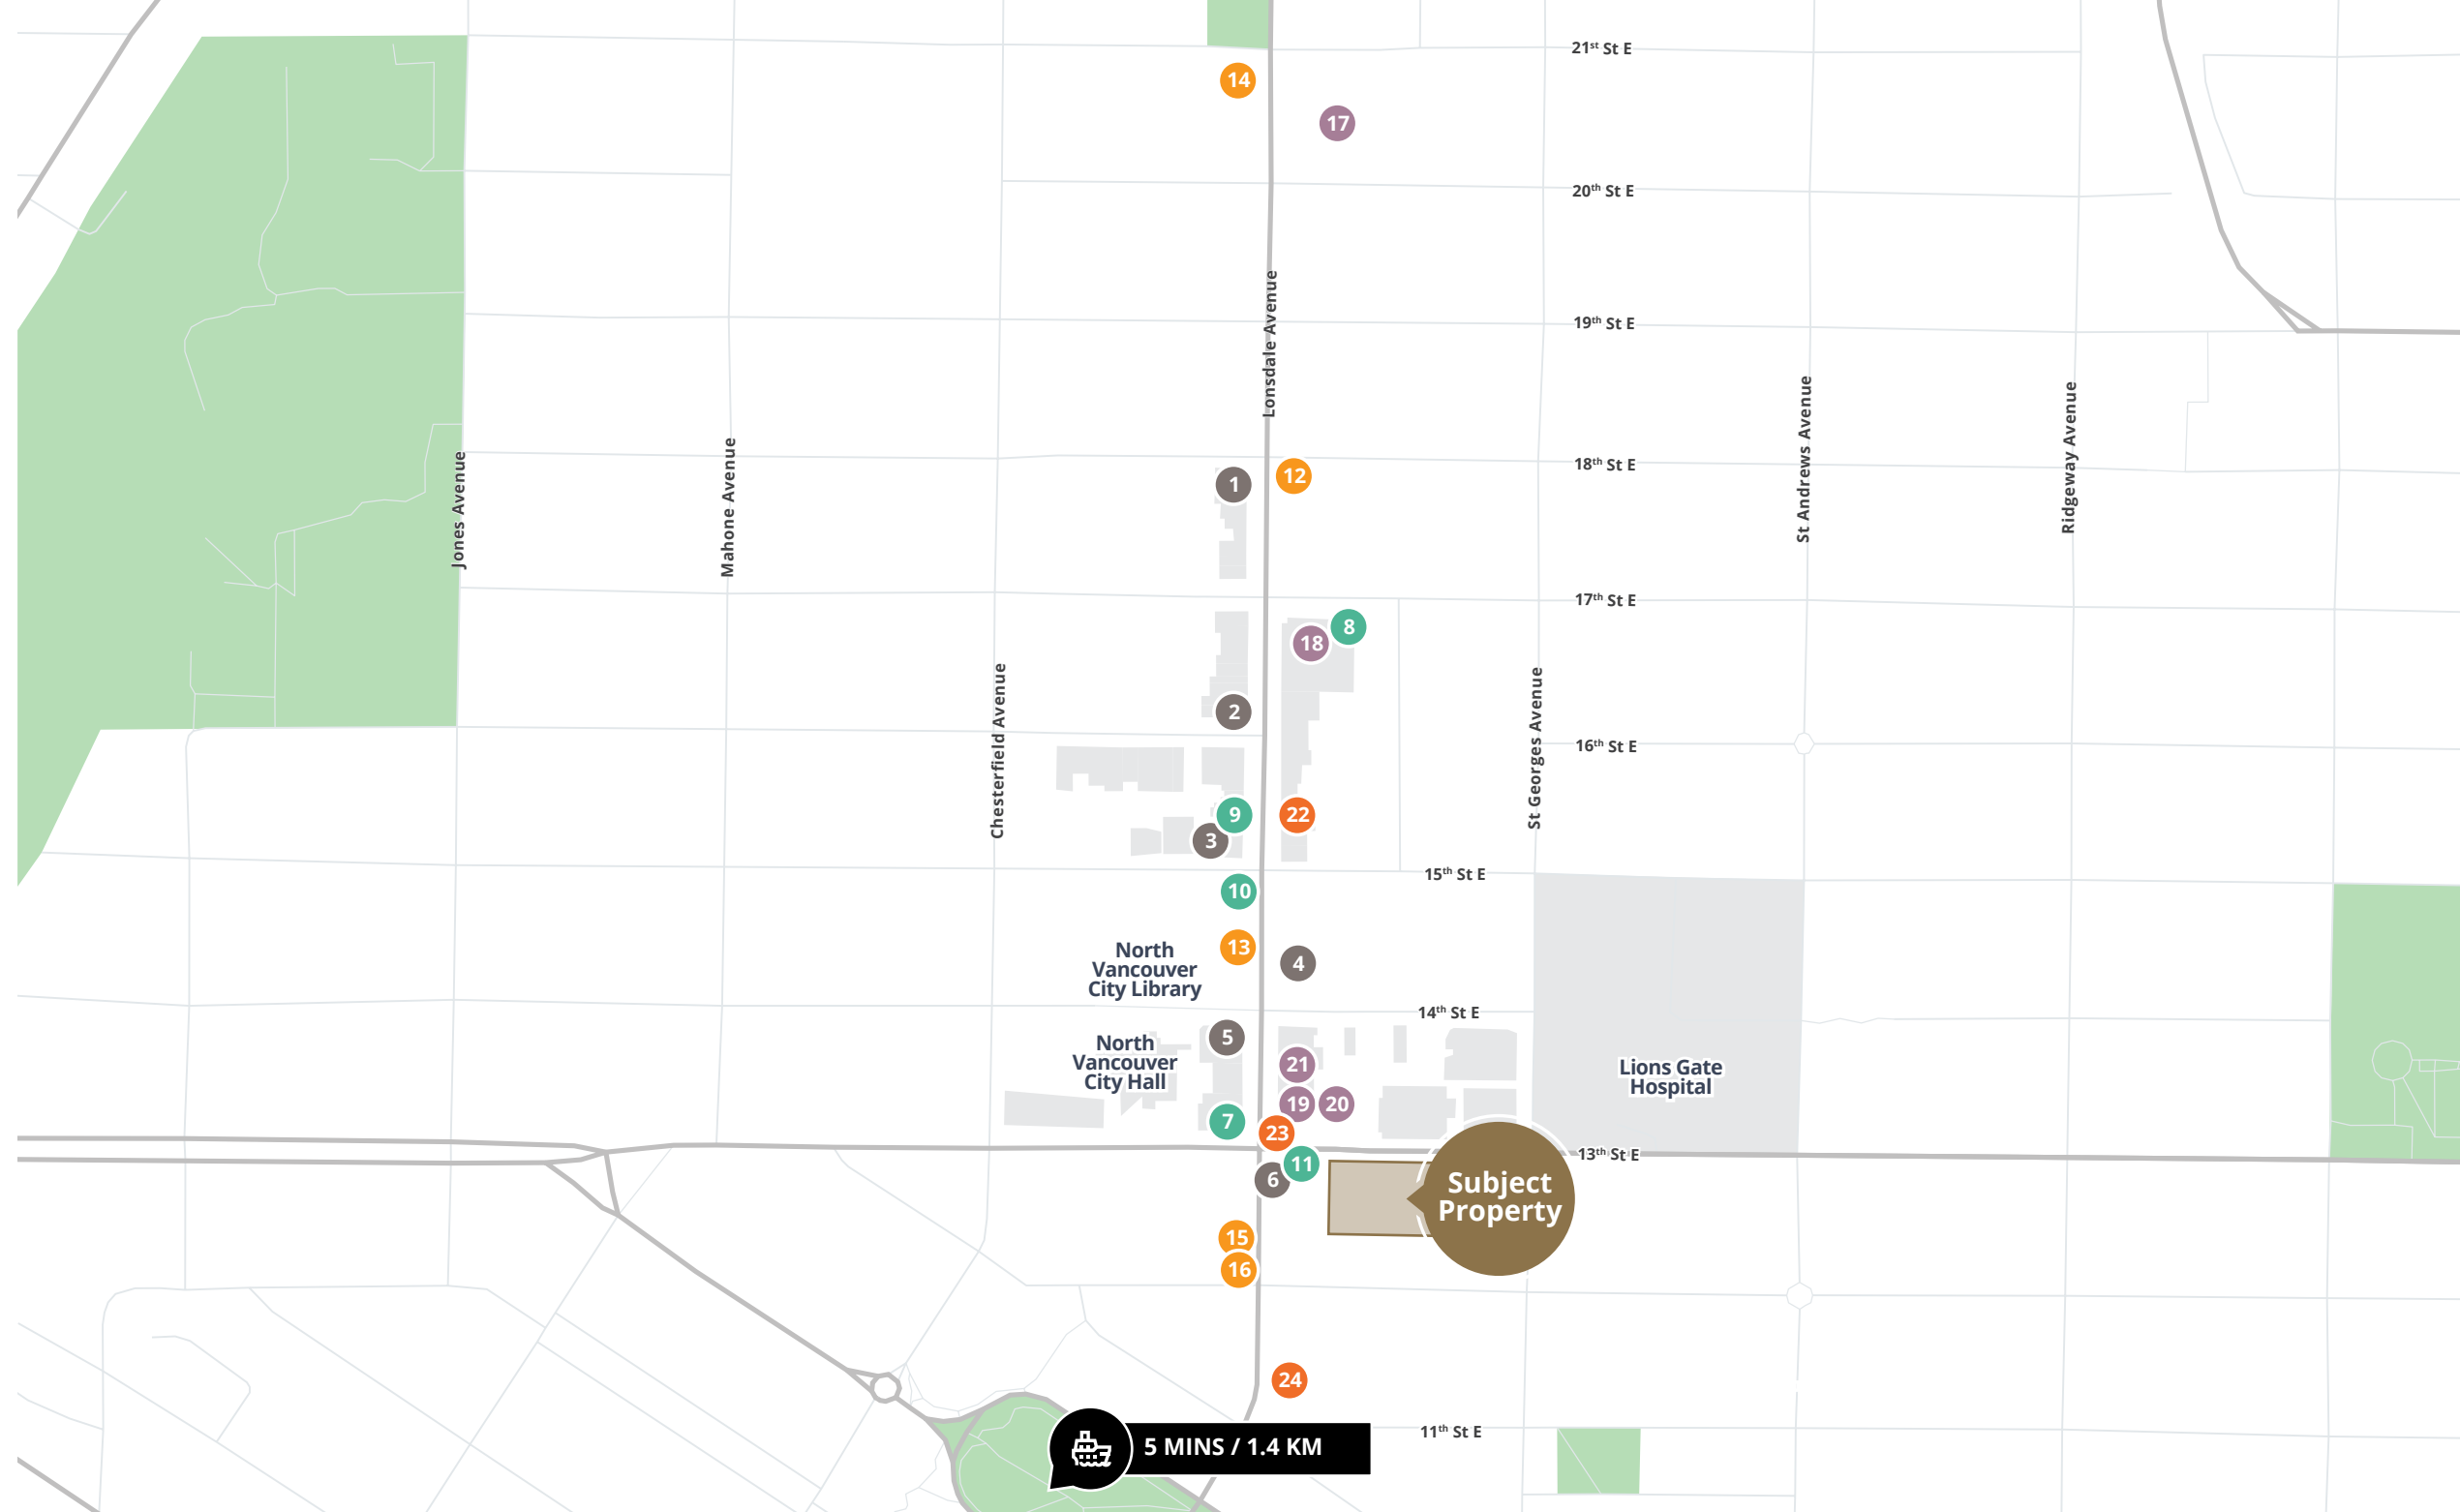 21st St E
14
17
20th St E
19th St E
Lonsdale Avenue
18th St E
12
1
St Andrews Avenue
Ridgeway Avenue
Mahone Avenue
Jones Avenue
17th St E
8
18
Chesterfield Avenue
St Georges Avenue
2
16th St E
9
22
3
15th St E
10
13
4
North
Vancouver
City Library
14th St E
5
North
Vancouver
City Hall
21
Lions Gate
Hospital
19
20
7
23
13th St E
11
6
Subject
Property
15
16
24
11th St E
5 MINS / 1.4 KM